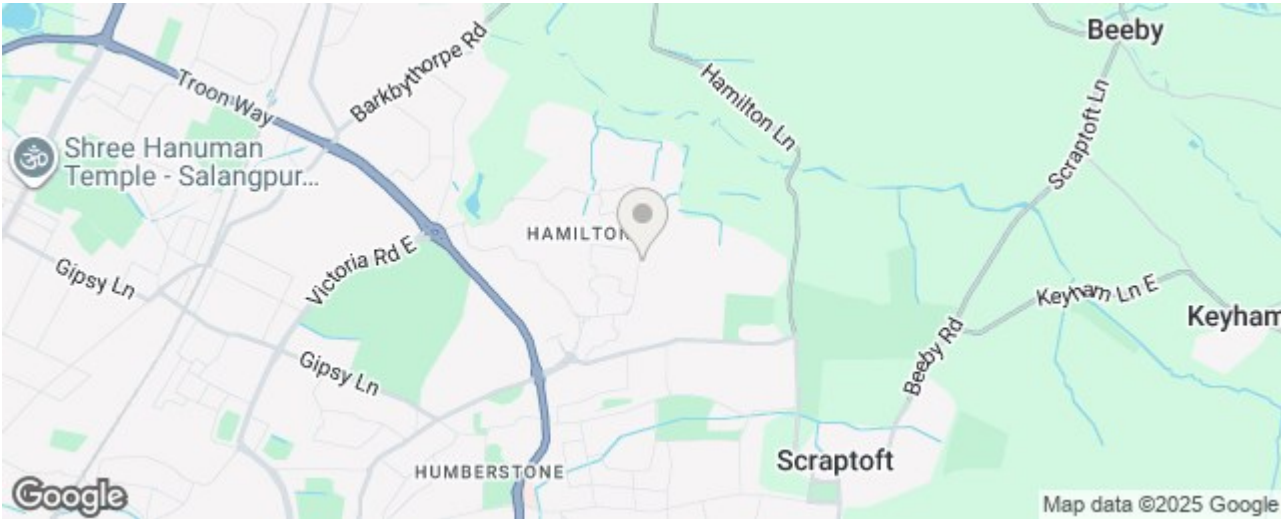 Beeby
Barkbythorpe Rd
Troon Way
Hamilton Ln
Scraptoft Ln
Shree Hanuman
Temple - Salangpur...
HAMILTON
Victoria Rd E
Gipsy Ln
Keyham Ln E
Keyham
Beeby Rd
Gipsy Ln
Scraptoft
HUMBERSTONE
Google
Map data ©2025 Google